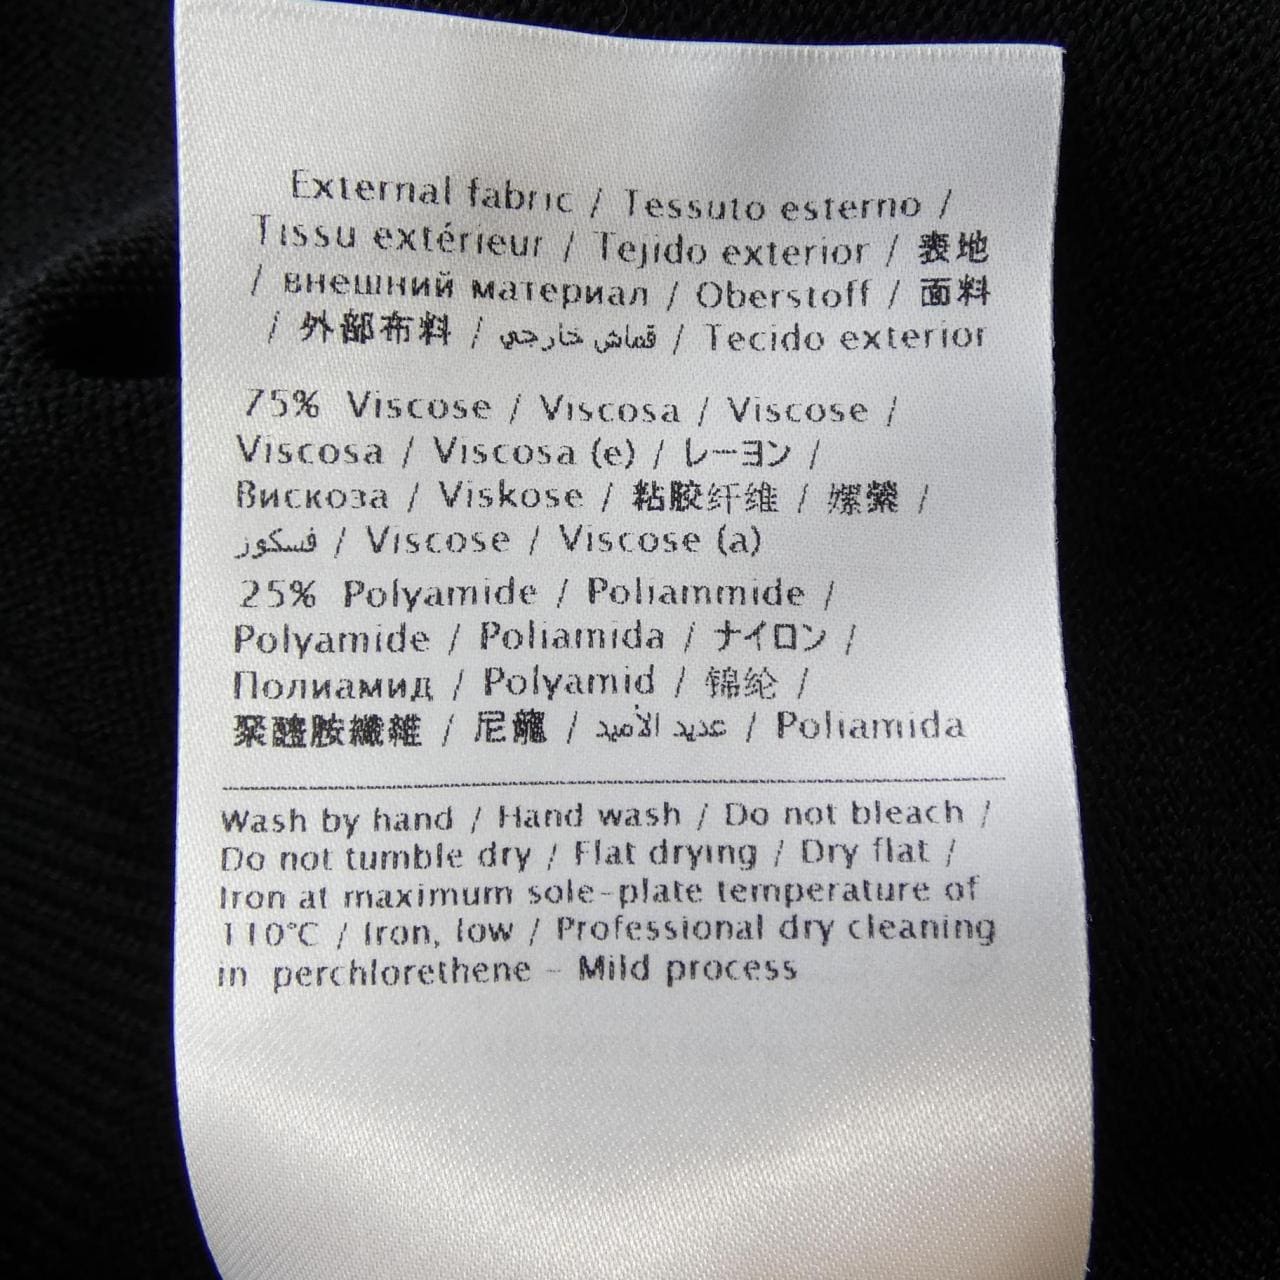 External fabric / Tessuto esterno /
Tissu extérieur / Tejido exterior / 表地
/ внешний материал / Oberstoff / 面料
/ 外部布料 / قماش خارجي / Tecido exterior
75% Viscose / Viscosa / Viscose /
Viscosa / Viscosa (e) / レーヨン /
Вискоза / Viskose / 粘胶纤维 / 嫘縈 /
فسكوز / Viscose / Viscose (a)
25% Polyamide / Poliammide /
Polyamide / Poliamida / ナイロン /
Полиамид / Polyamid / 锦纶 /
聚醯胺纖維 / 尼龍 / عديد الأميد / Poliamida
Wash by hand / Hand wash / Do not bleach /
Do not tumble dry / Flat drying / Dry flat /
Iron at maximum sole-plate temperature of
110°C / Iron, low / Professional dry cleaning
in perchlorethene - Mild process